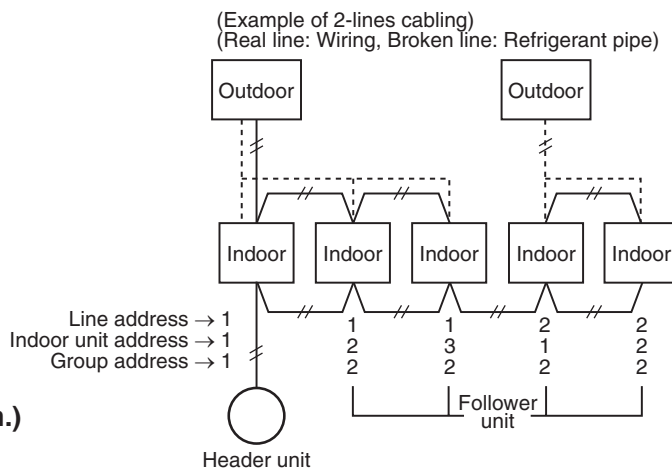 (Example of 2-lines cabling)
(Real line: Wiring, Broken line: Refrigerant pipe)
Outdoor Outdoor
Indoor Indoor Indoor Indoor Indoor
Line address → 1 1 1 2 2
Indoor unit address → 1 2 3 1 2
Group address → 1 2 2 2 2
n.)
Follower
unit
Header unit